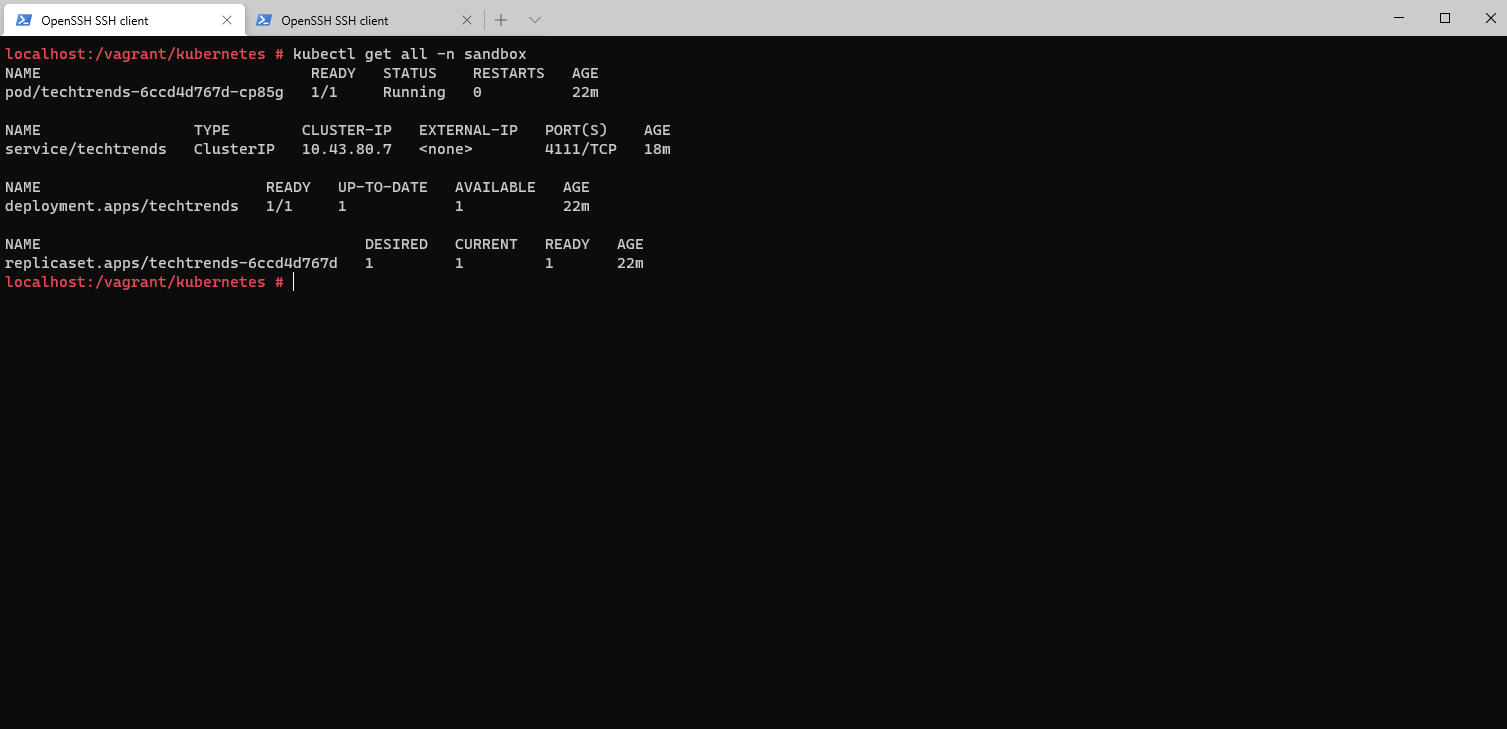 OpenSSH SSH client OpenSSH SSH client
localhost:/vagrant/kubernetes # kubectl get all -n sandbox
NAME READY STATUS RESTARTS AGE
pod/techtrends-6ccd4d767d-cp85g 1/1 Running 0 22m
NAME TYPE CLUSTER-IP EXTERNAL-IP PORT(S) AGE
service/techtrends ClusterIP 10.43.80.7 <none> 4111/TCP 18m
NAME READY UP-TO-DATE AVAILABLE AGE
deployment.apps/techtrends 1/1 1 1 22m
NAME DESIRED CURRENT READY AGE
replicaset.apps/techtrends-6ccd4d767d 1 1 1 22m
localhost:/vagrant/kubernetes #